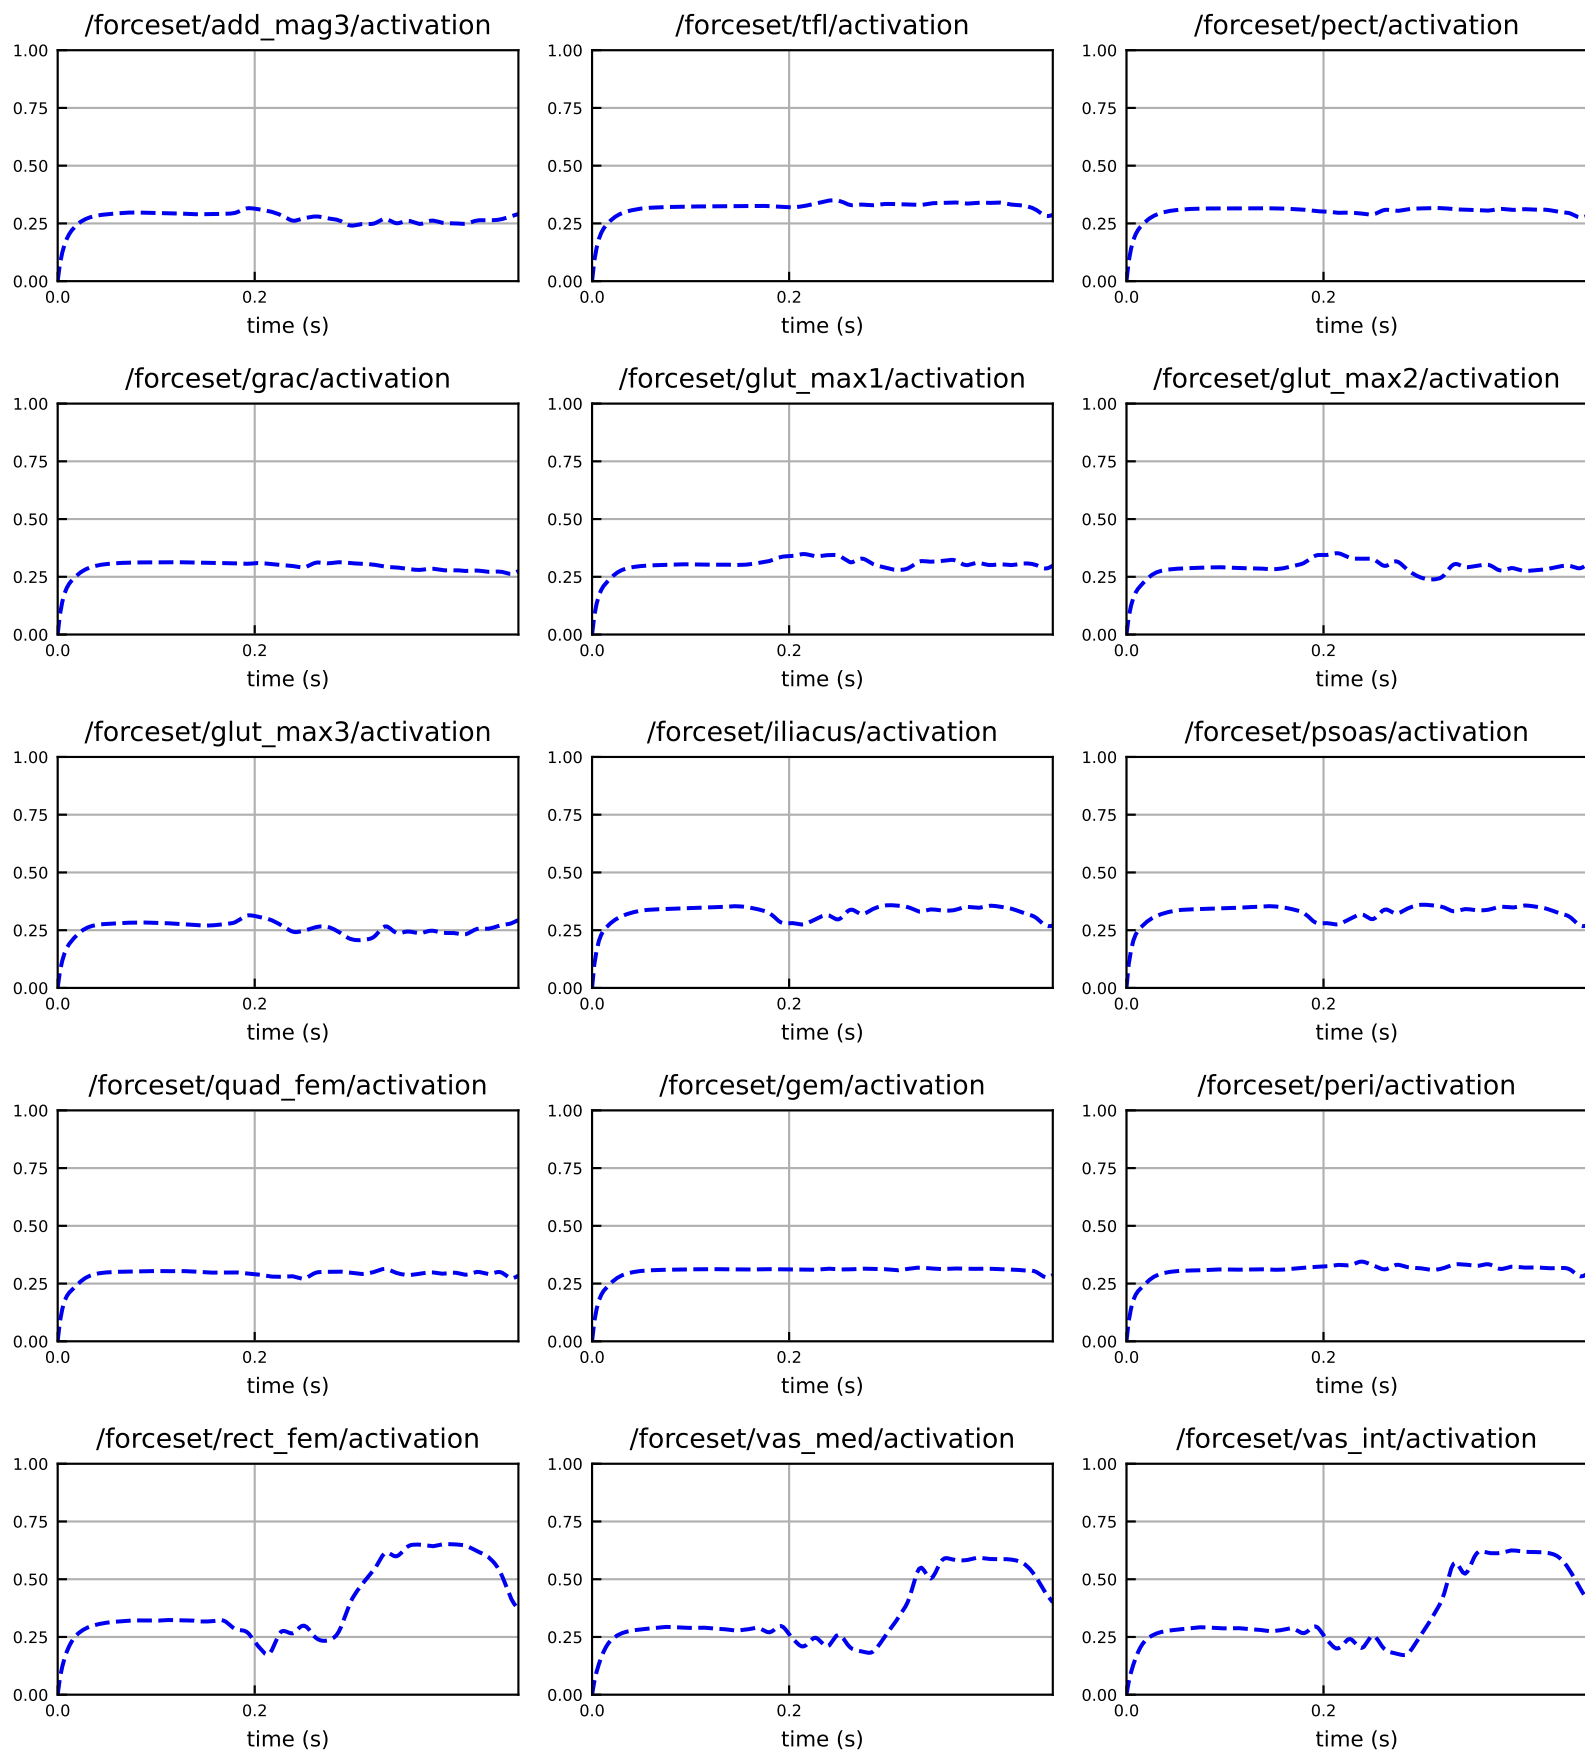 /forceset/add_mag3/activation /forceset/tfl/activation /forceset/pect/activation
1.00 1.00 1.00
0.75 0.75 0.75
0.50 0.50 0.50
0.25 0.25 0.25
0.00 0.00 0.00
0.0 0.2 0.0 0.2 0.0 0.2
time (s) time (s) time (s)
/forceset/grac/activation /forceset/glut_max1/activation /forceset/glut_max2/activation
1.00 1.00 1.00
0.75 0.75 0.75
0.50 0.50 0.50
0.25 0.25 0.25
0.00 0.00 0.00
0.0 0.2 0.0 0.2 0.0 0.2
time (s) time (s) time (s)
/forceset/glut_max3/activation /forceset/iliacus/activation /forceset/psoas/activation
1.00 1.00 1.00
0.75 0.75 0.75
0.50 0.50 0.50
0.25 0.25 0.25
0.00 0.00 0.00
0.0 0.2 0.0 0.2 0.0 0.2
time (s) time (s) time (s)
/forceset/quad_fem/activation /forceset/gem/activation /forceset/peri/activation
1.00 1.00 1.00
0.75 0.75 0.75
0.50 0.50 0.50
0.25 0.25 0.25
0.00 0.00 0.00
0.0 0.2 0.0 0.2 0.0 0.2
time (s) time (s) time (s)
/forceset/rect_fem/activation /forceset/vas_med/activation /forceset/vas_int/activation
1.00 1.00 1.00
0.75 0.75 0.75
0.50 0.50 0.50
0.25 0.25 0.25
0.00 0.00 0.00
0.0 0.2 0.0 0.2 0.0 0.2
time (s) time (s) time (s)